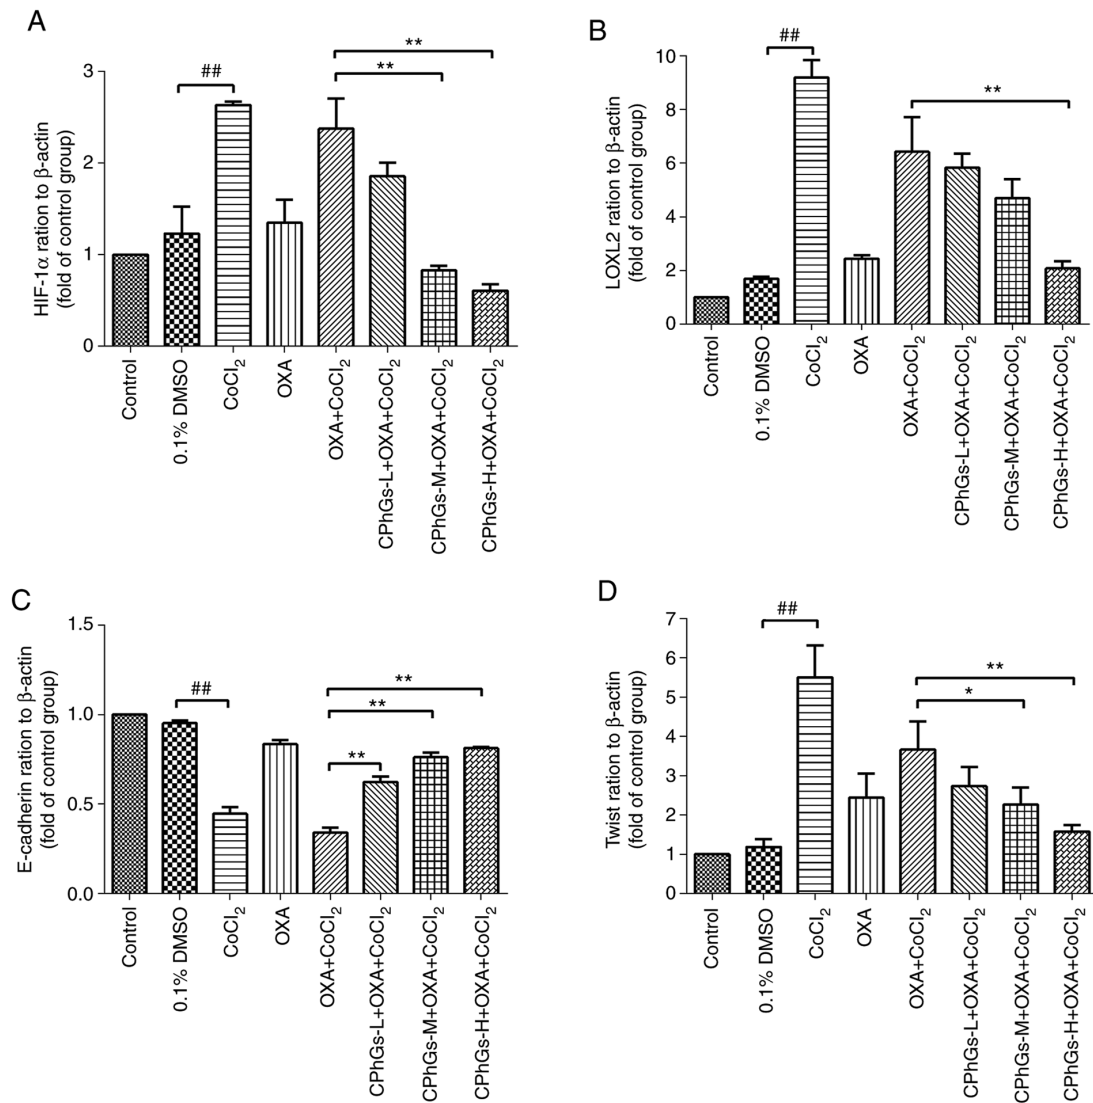 A
HIF-1α ration to β-actin
(fold of control group)
3
2
1
0
##
**
**
Control
0.1% DMSO
CoCl₂
OXA
OXA+CoCl₂
CPhGs-L+OXA+CoCl₂
CPhGs-M+OXA+CoCl₂
CPhGs-H+OXA+CoCl₂
B
LOXL2 ration to β-actin
(fold of control group)
10
8
6
4
2
0
##
**
Control
0.1% DMSO
CoCl₂
OXA
OXA+CoCl₂
CPhGs-L+OXA+CoCl₂
CPhGs-M+OXA+CoCl₂
CPhGs-H+OXA+CoCl₂
C
E-cadherin ration to β-actin
(fold of control group)
1.5
1.0
0.5
0.0
##
**
**
**
Control
0.1% DMSO
CoCl₂
OXA
OXA+CoCl₂
CPhGs-L+OXA+CoCl₂
CPhGs-M+OXA+CoCl₂
CPhGs-H+OXA+CoCl₂
D
Twist ration to β-actin
(fold of control group)
7
6
5
4
3
2
1
0
##
**
*
Control
0.1% DMSO
CoCl₂
OXA
OXA+CoCl₂
CPhGs-L+OXA+CoCl₂
CPhGs-M+OXA+CoCl₂
CPhGs-H+OXA+CoCl₂